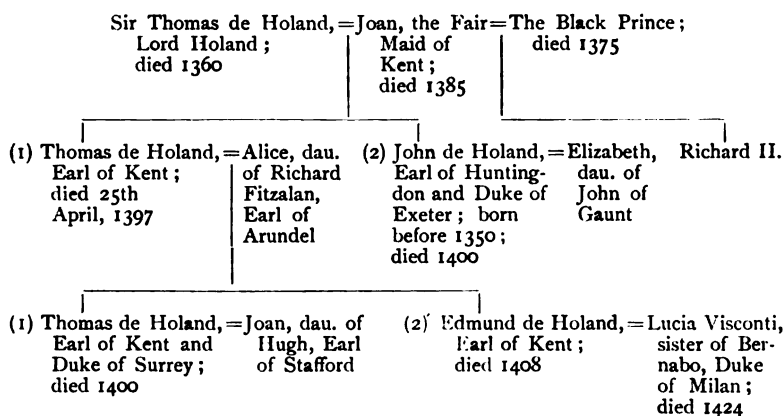 Sir Thomas de Holand, = Joan, the Fair = The Black Prince;
Lord Holand; Maid of died 1375
died 1360 Kent;
died 1385
(1) Thomas de Holand, = Alice, dau. (2) John de Holand, = Elizabeth, Richard II.
Earl of Kent; of Richard Earl of Hunting- dau. of
died 25th Fitzalan, don and Duke of John of
April, 1397 Earl of Exeter; born Gaunt
Arundel before 1350;
died 1400
(1) Thomas de Holand, = Joan, dau. of (2) Edmund de Holand, = Lucia Visconti,
Earl of Kent and Hugh, Earl Earl of Kent; sister of Ber-
Duke of Surrey; of Stafford died 1408 nabo, Duke
died 1400 of Milan;
died 1424